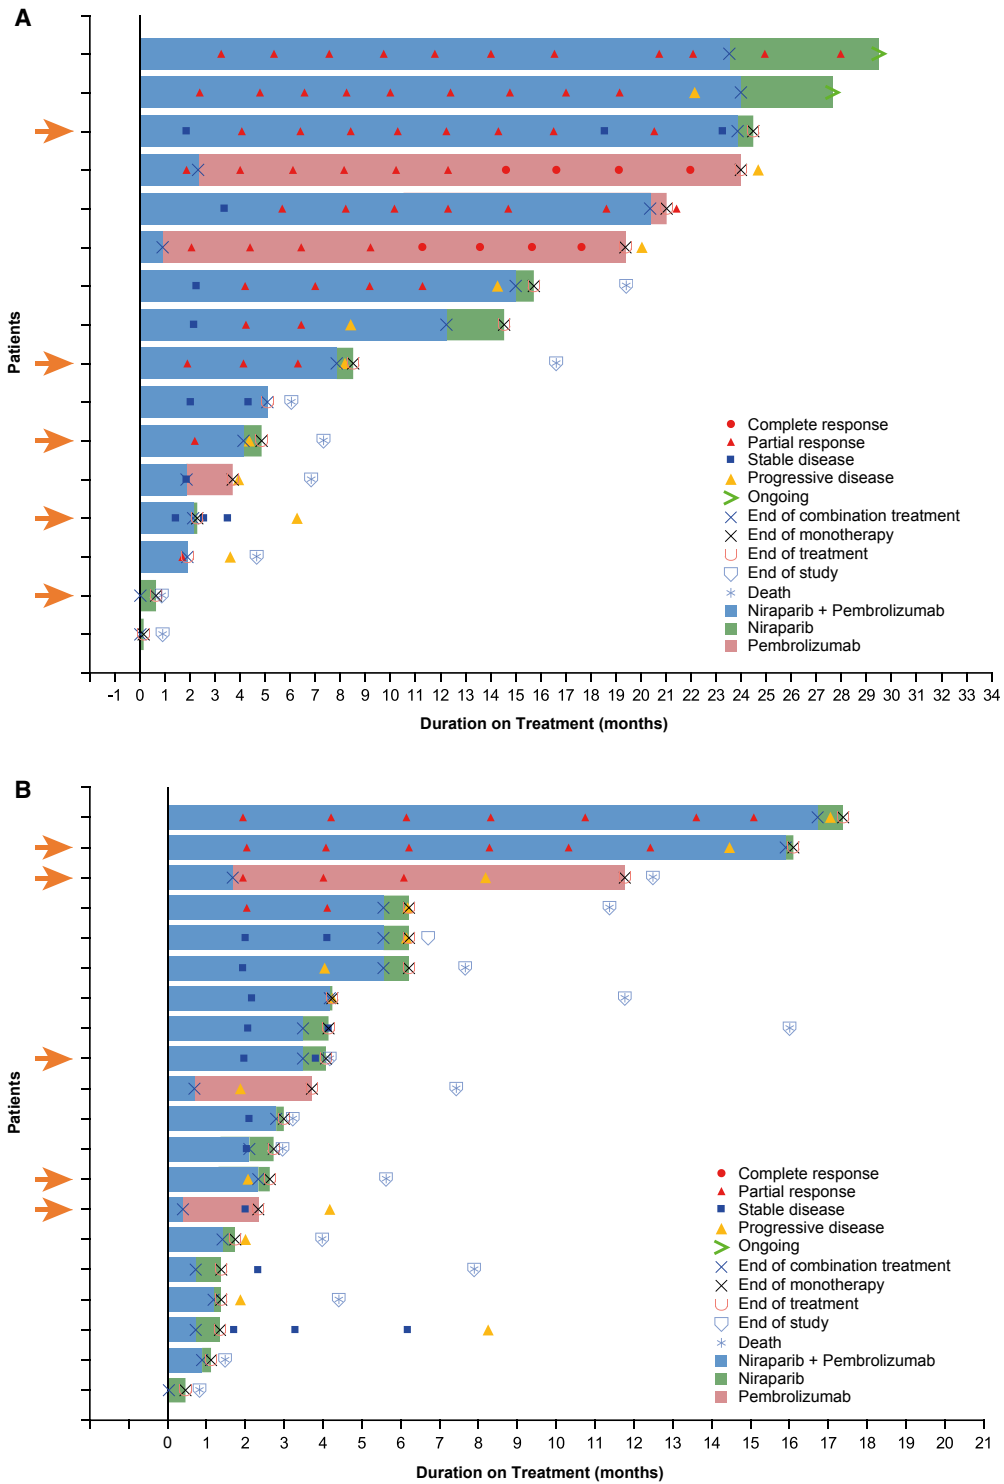 A
Patients
Complete response
Partial response
Stable disease
Progressive disease
Ongoing
End of combination treatment
End of monotherapy
End of treatment
End of study
Death
Niraparib + Pembrolizumab
Niraparib
Pembrolizumab
-1 0 1 2 3 4 5 6 7 8 9 10 11 12 13 14 15 16 17 18 19 20 21 22 23 24 25 26 27 28 29 30 31 32 33 34
Duration on Treatment (months)
B
Patients
Complete response
Partial response
Stable disease
Progressive disease
Ongoing
End of combination treatment
End of monotherapy
End of treatment
End of study
Death
Niraparib + Pembrolizumab
Niraparib
Pembrolizumab
0 1 2 3 4 5 6 7 8 9 10 11 12 13 14 15 16 17 18 19 20 21
Duration on Treatment (months)